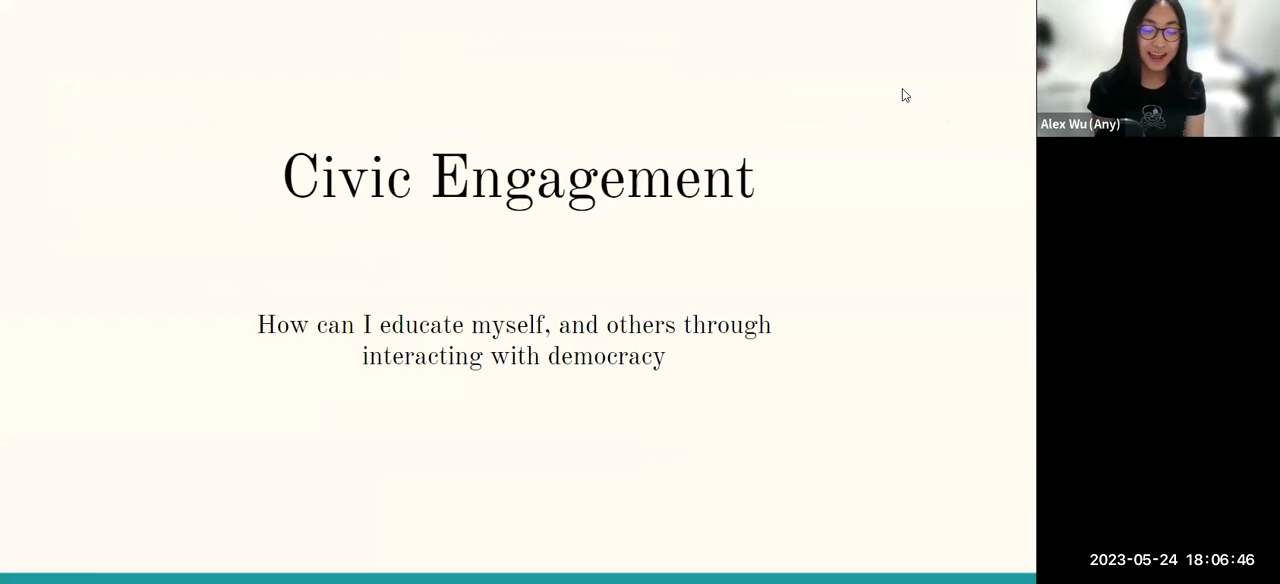 Civic Engagement
How can I educate myself, and others through
interacting with democracy
Alex Wu (Any)
2023-05-24 18:06:46